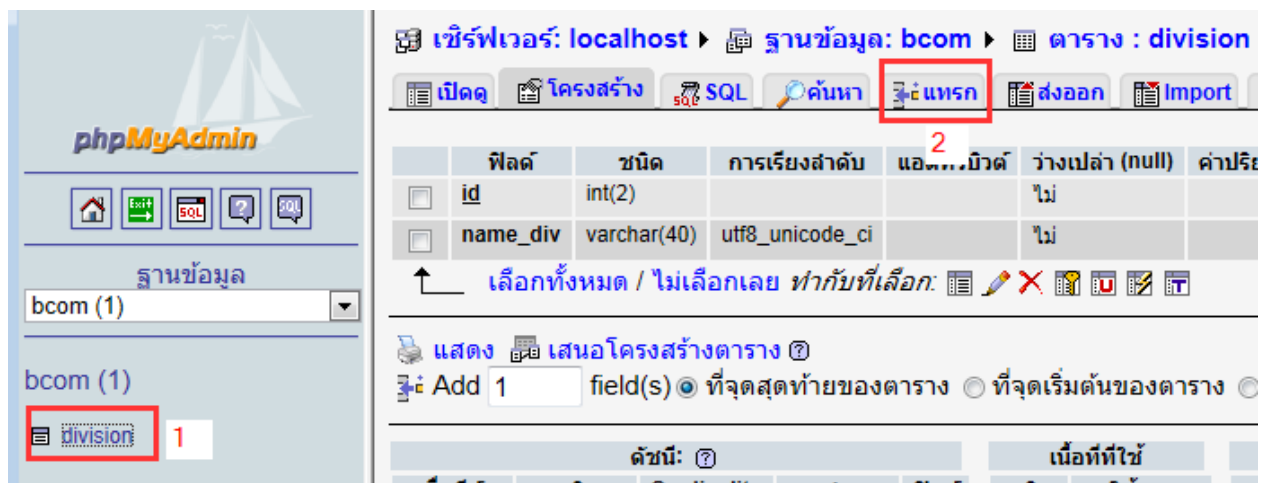 phpMyAdmin
ฐานข้อมูล
bcom (1)
bcom (1)
division
1
เซิร์ฟเวอร์: localhost ฐานข้อมูล: bcom ตาราง : division
เปิดดู โครงสร้าง SQL ค้นหา แทรก ส่งออก Import
2
ฟิลด์ ชนิด การเรียงลำดับ ว่างเปล่า (null)
id int(2) ไม่
name_div varchar(40) utf8_unicode_ci ไม่
เลือกทั้งหมด / ไม่เลือกเลย ทำกับที่เลือก:
แสดง เสนอโครงสร้างตาราง
Add 1 field(s) ที่จุดสุดท้ายของตาราง ที่จุดเริ่มต้นของตาราง
ดัชนี: เนื้อที่ที่ใช้